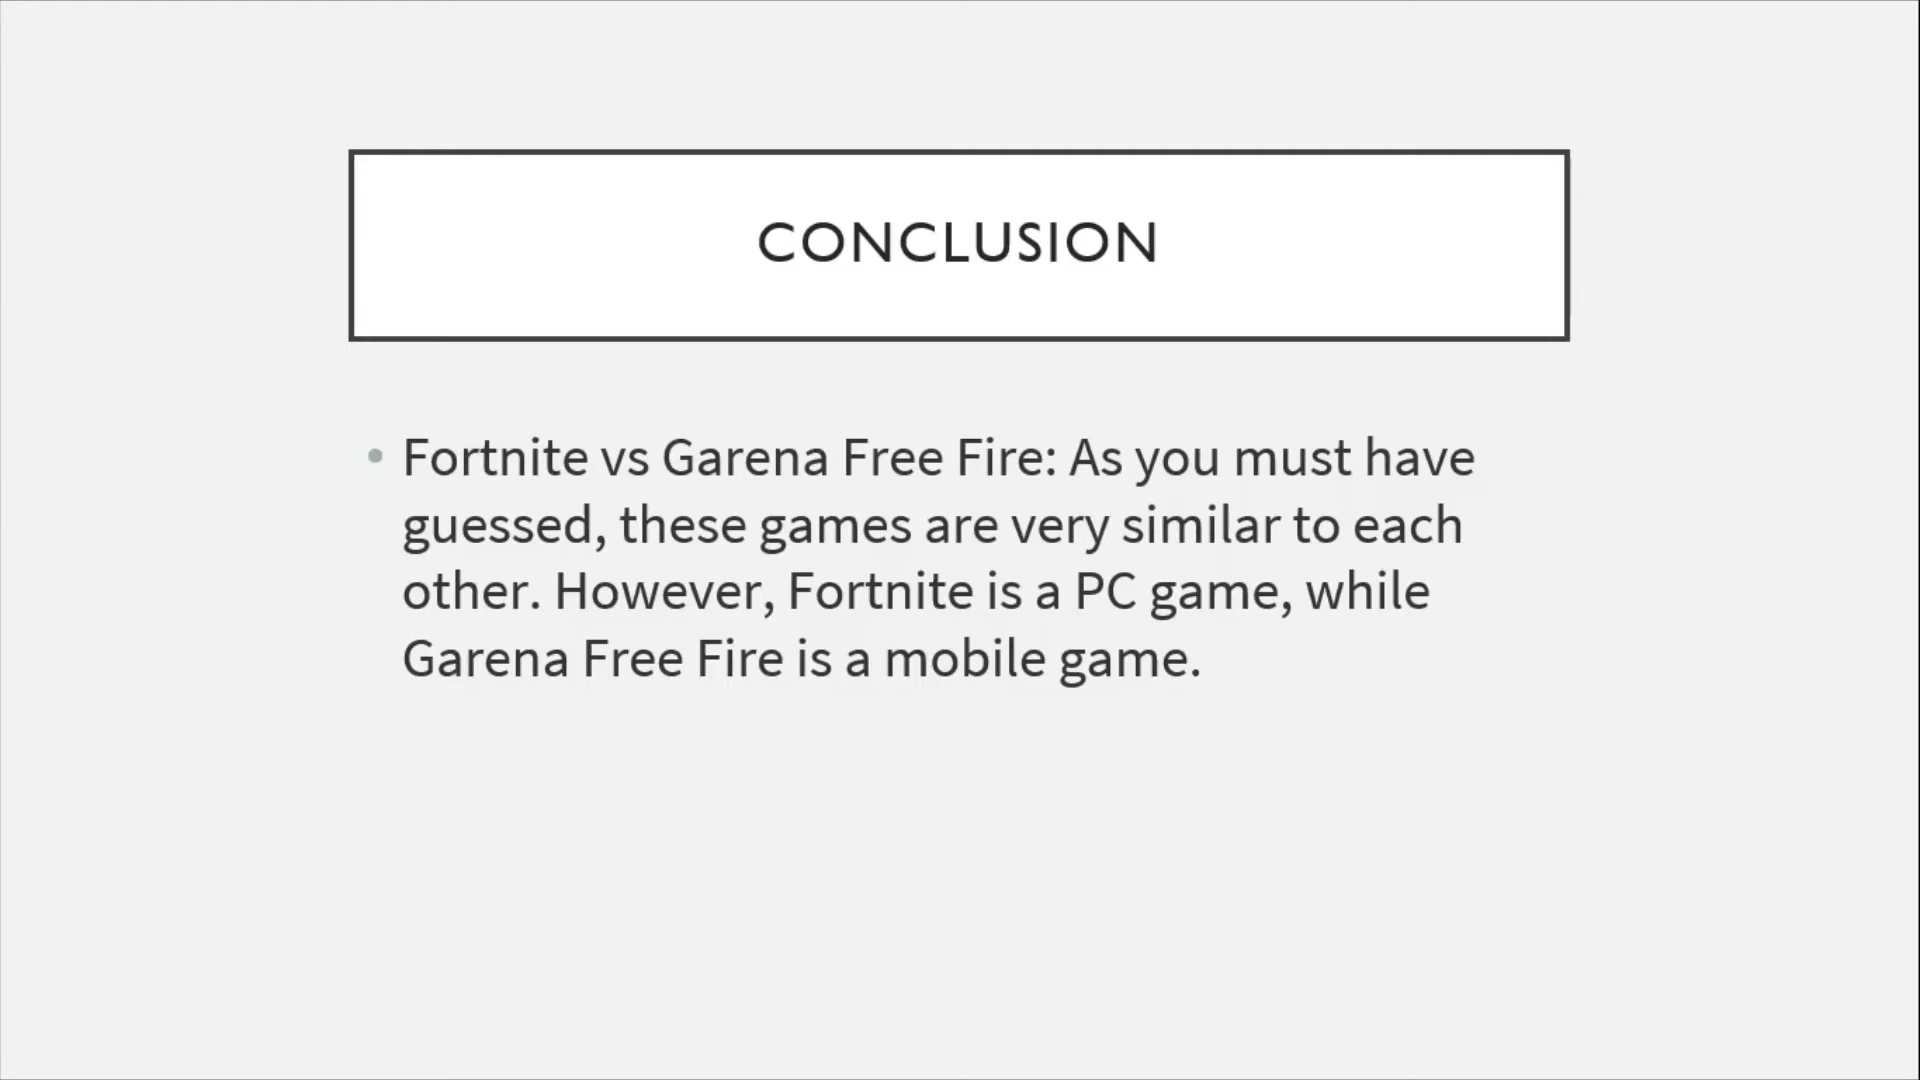 CONCLUSION
• Fortnite vs Garena Free Fire: As you must have
guessed, these games are very similar to each
other. However, Fortnite is a PC game, while
Garena Free Fire is a mobile game.